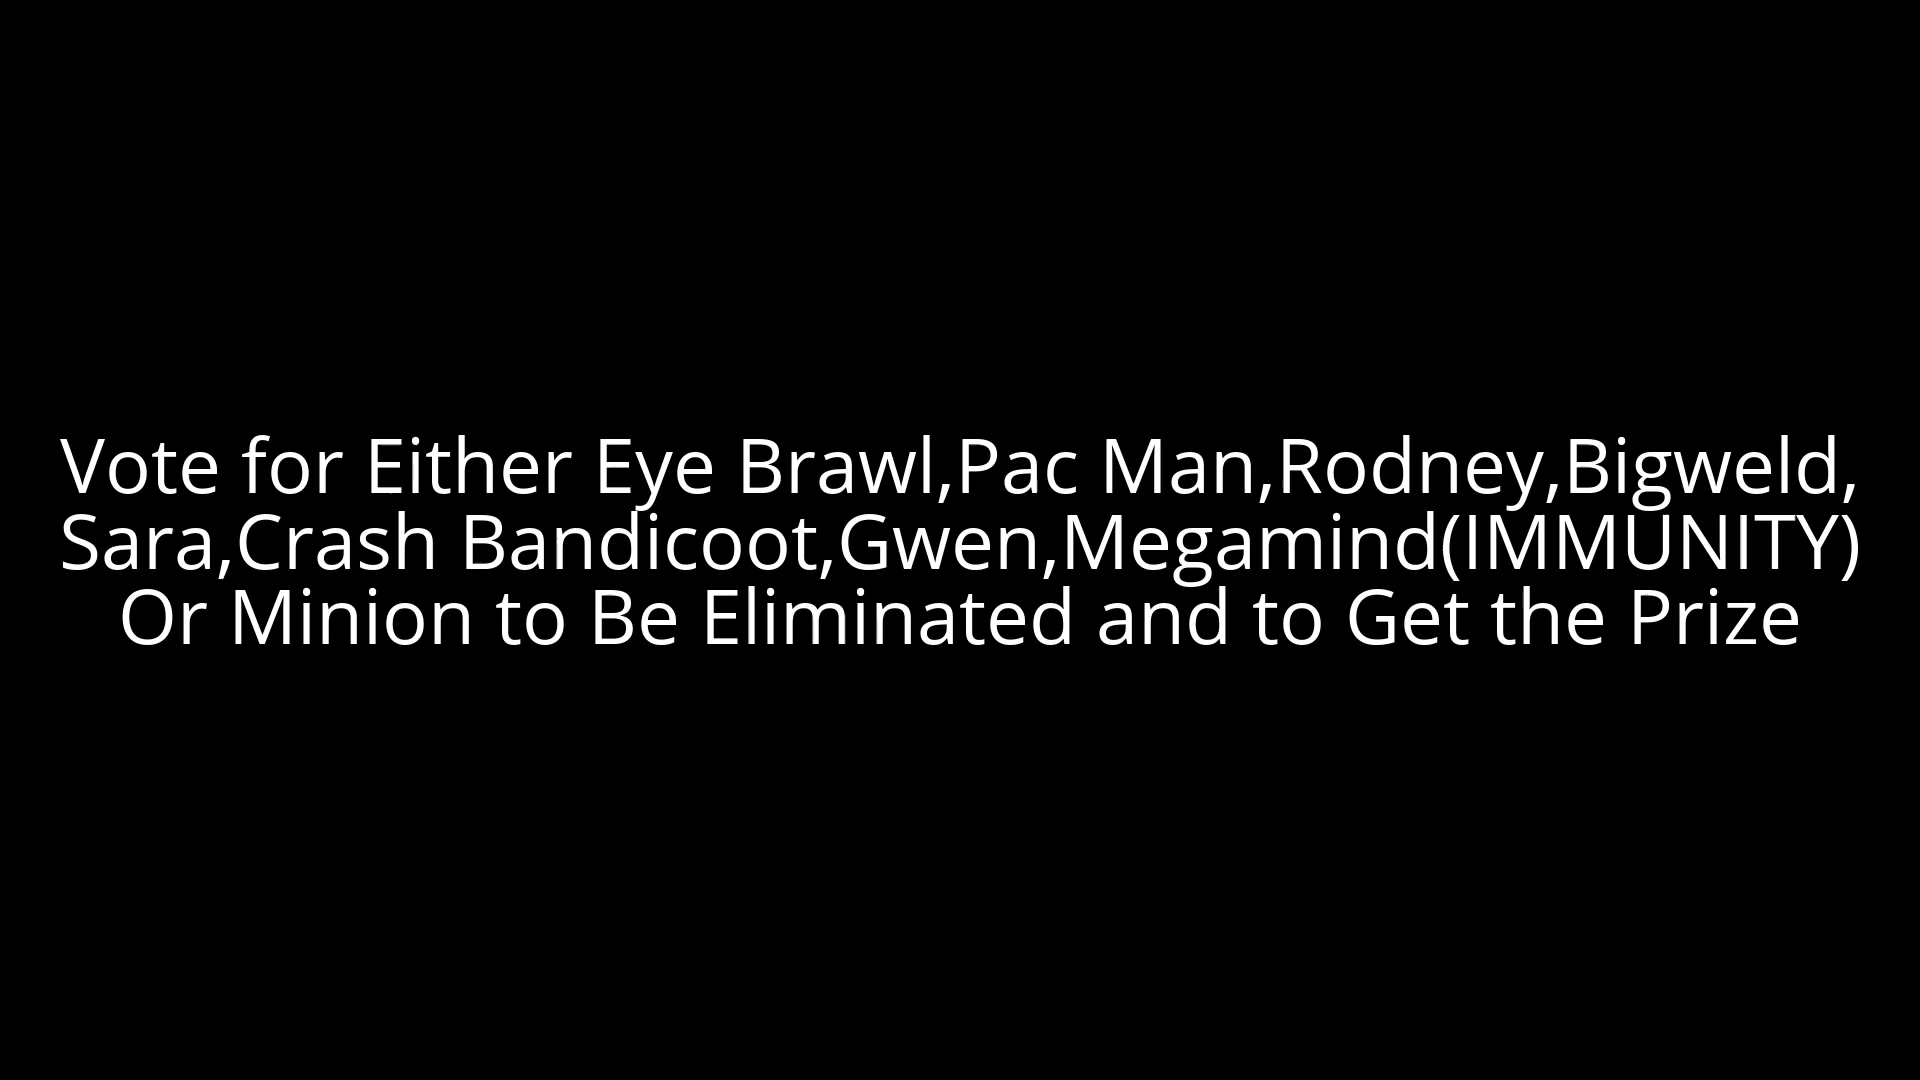 Vote for Either Eye Brawl,Pac Man,Rodney,Bigweld,
Sara,Crash Bandicoot,Gwen,Megamind(IMMUNITY)
Or Minion to Be Eliminated and to Get the Prize